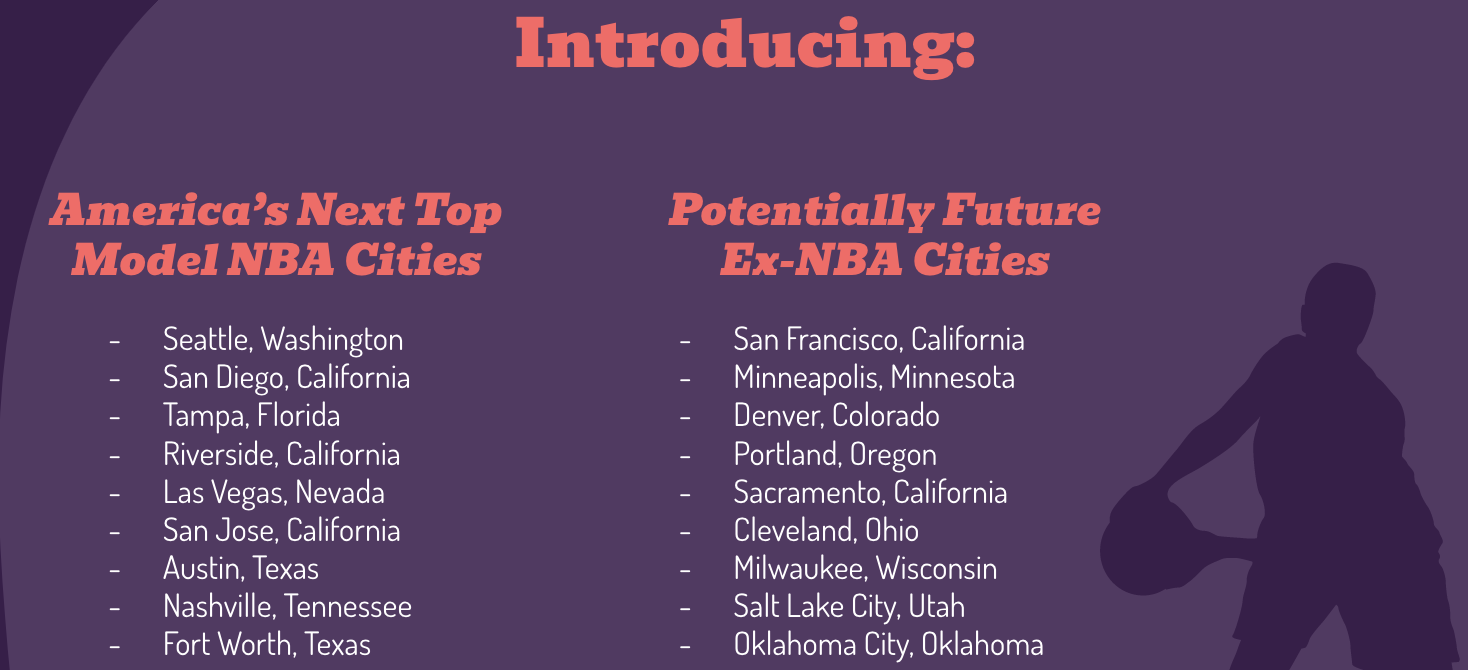 Introducing:
America's Next Top
Model NBA Cities
- Seattle, Washington
- San Diego, California
- Tampa, Florida
- Riverside, California
- Las Vegas, Nevada
- San Jose, California
- Austin, Texas
- Nashville, Tennessee
- Fort Worth, Texas
Potentially Future
Ex-NBA Cities
- San Francisco, California
- Minneapolis, Minnesota
- Denver, Colorado
- Portland, Oregon
- Sacramento, California
- Cleveland, Ohio
- Milwaukee, Wisconsin
- Salt Lake City, Utah
- Oklahoma City, Oklahoma